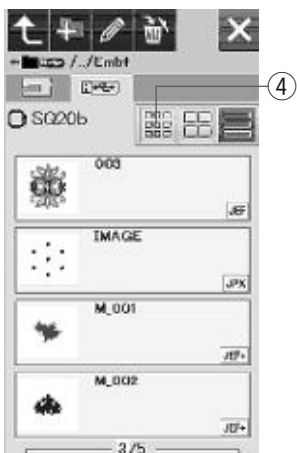 /../Embf
④
SQ20b
003
JEF
IMAGE
JPX
M_001
JEF+
M_002
JEF+
3/5